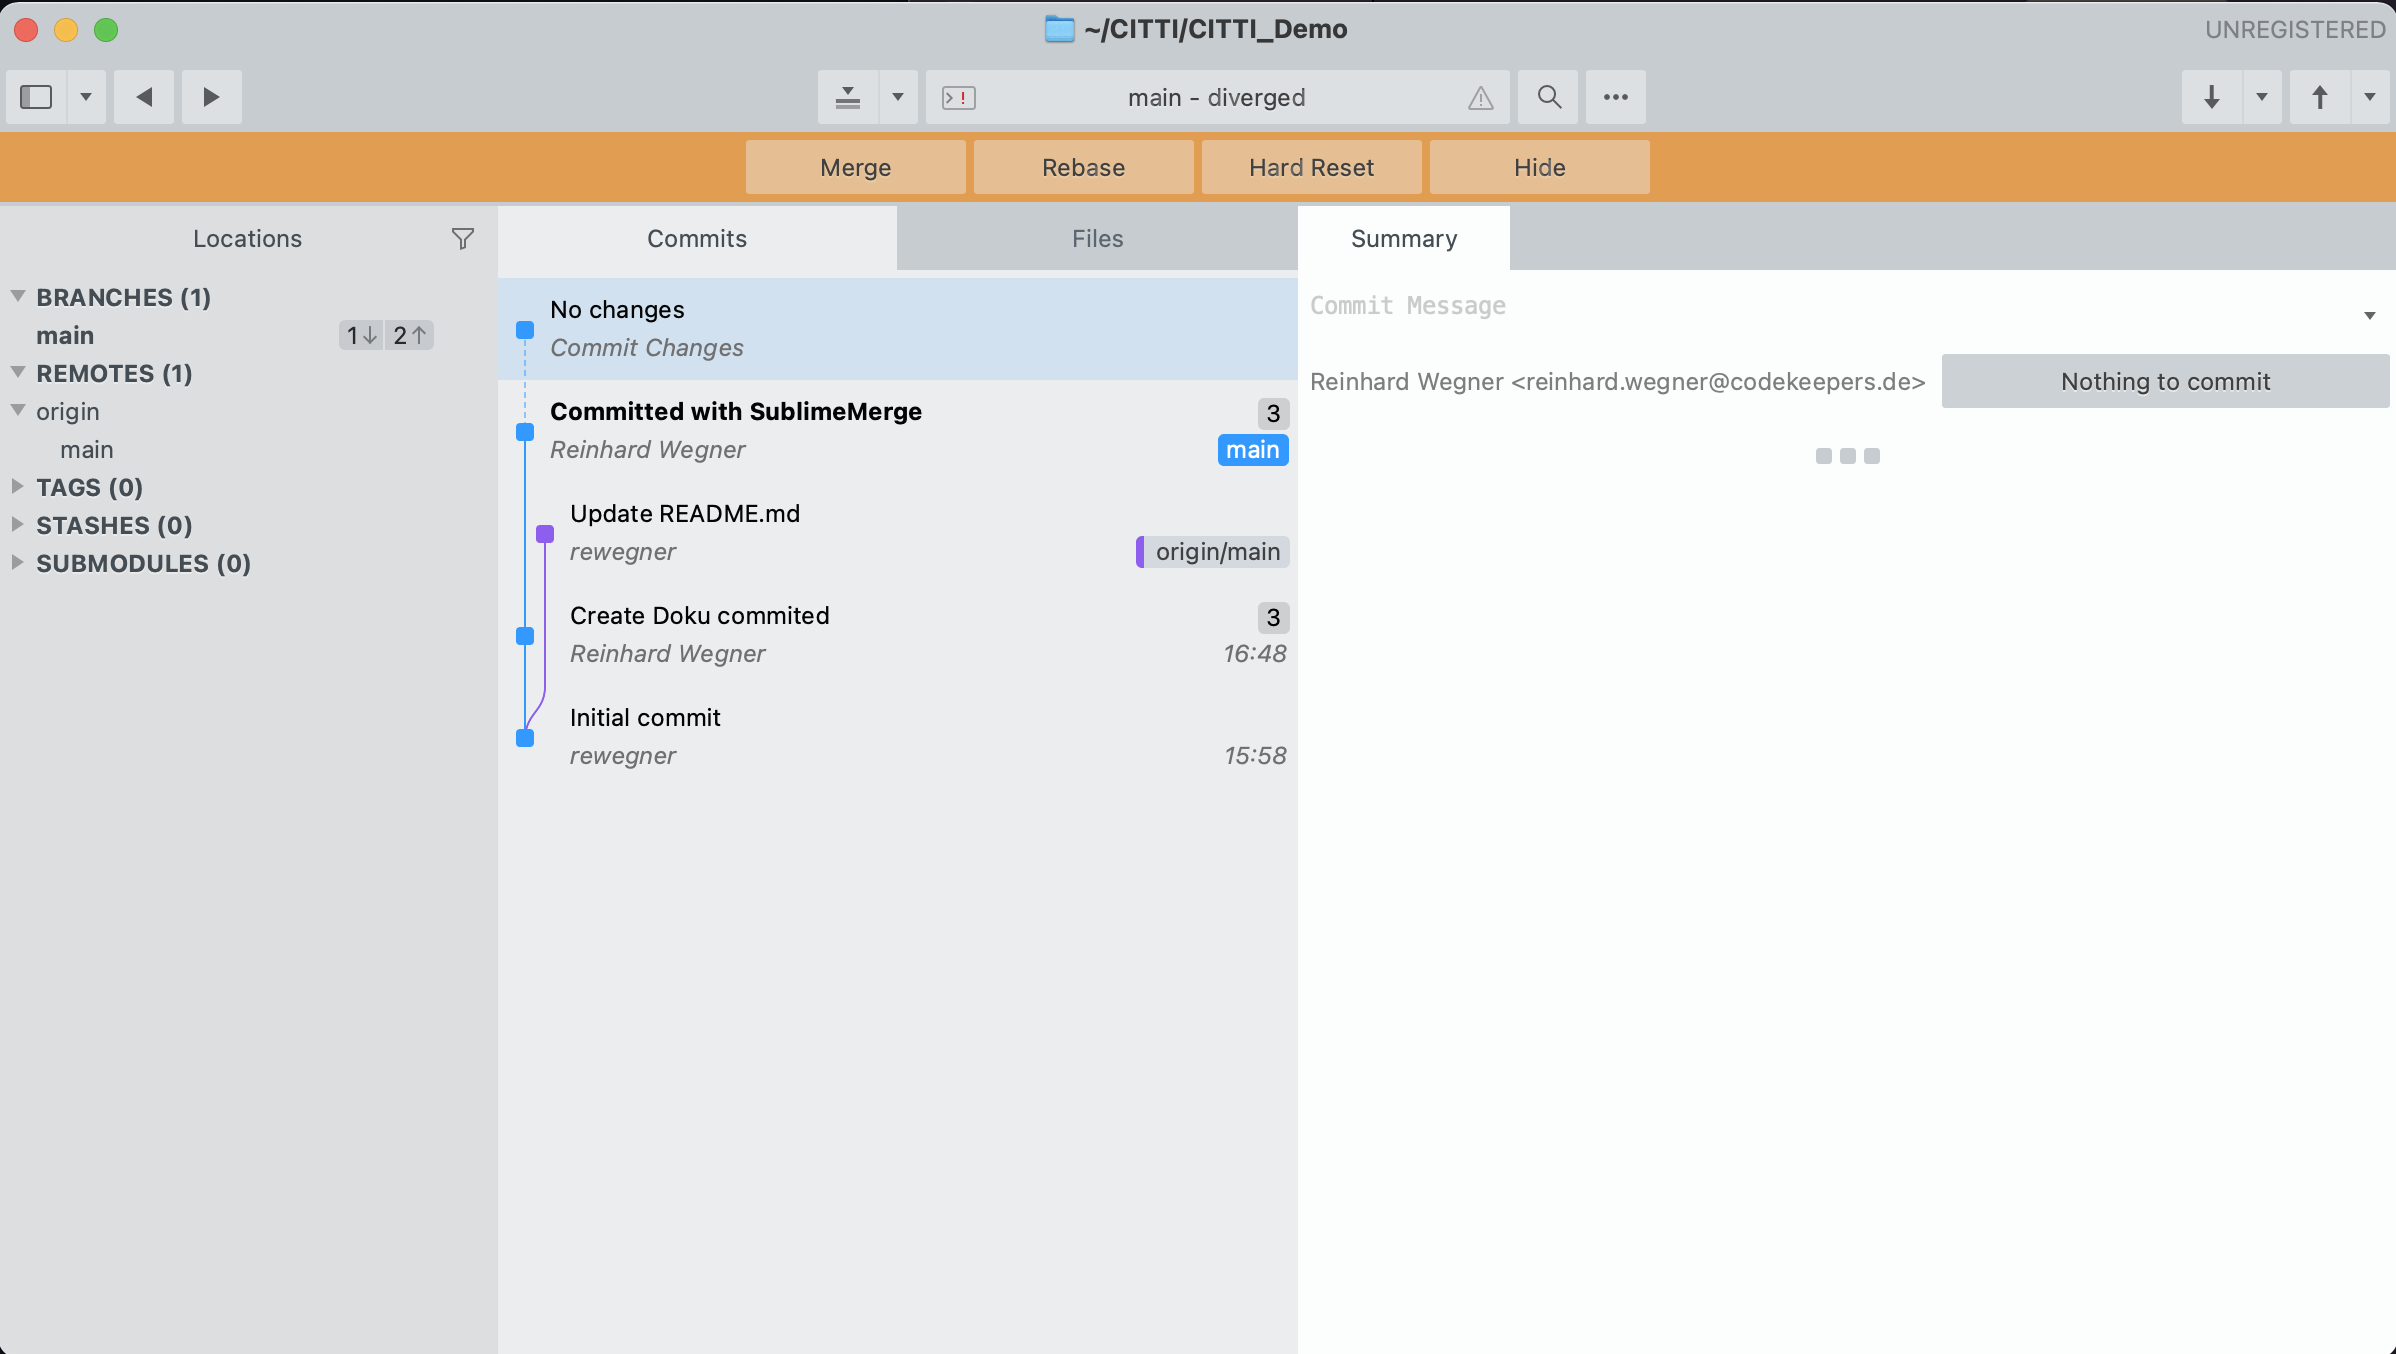 ~/CITTI/CITTI_Demo
UNREGISTERED
main - diverged
Merge
Rebase
Hard Reset
Hide
Locations
BRANCHES (1)
main
1↓ 2↑
REMOTES (1)
origin
main
TAGS (0)
STASHES (0)
SUBMODULES (0)
Commits
Files
No changes
Commit Changes
Committed with SublimeMerge
3
Reinhard Wegner
main
Update README.md
rewegner
origin/main
Create Doku commited
3
Reinhard Wegner
16:48
Initial commit
rewegner
15:58
Summary
Commit Message
Reinhard Wegner <reinhard.wegner@codekeepers.de>
Nothing to commit